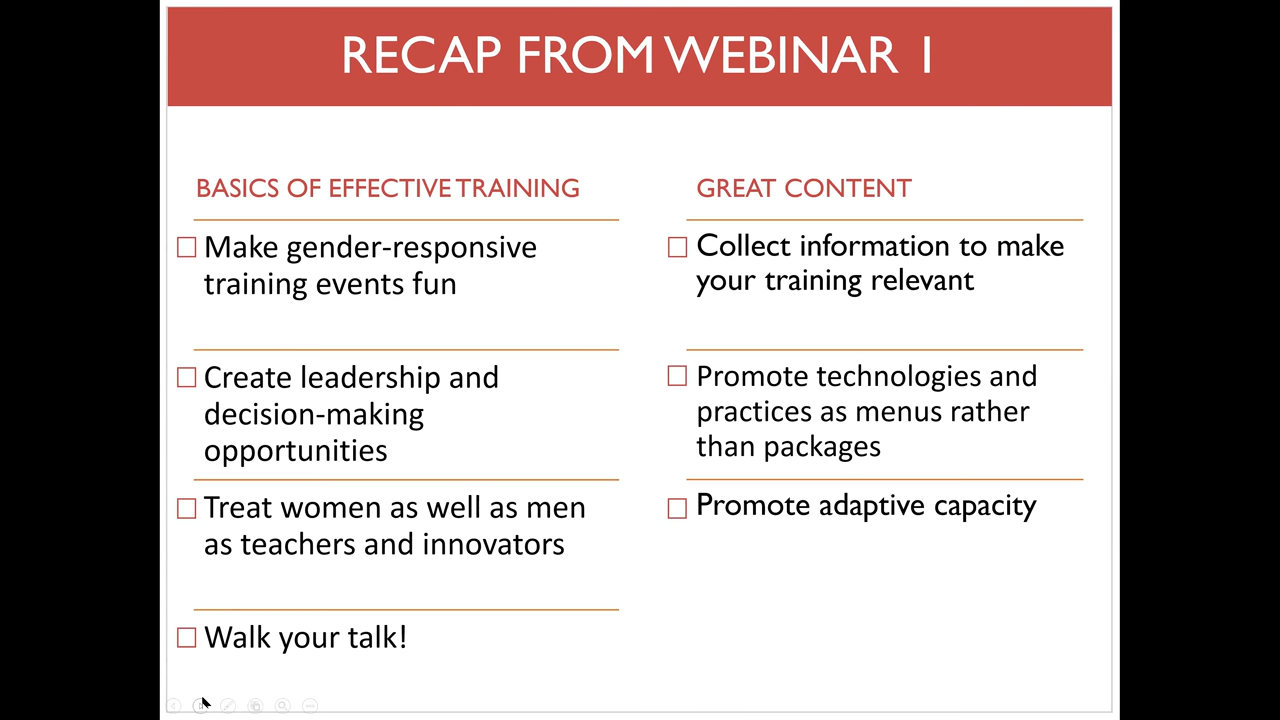 RECAP FROM WEBINAR 1
BASICS OF EFFECTIVE TRAINING
Make gender-responsive
training events fun
Create leadership and
decision-making
opportunities
Treat women as well as men
as teachers and innovators
Walk your talk!
GREAT CONTENT
Collect information to make
your training relevant
Promote technologies and
practices as menus rather
than packages
Promote adaptive capacity